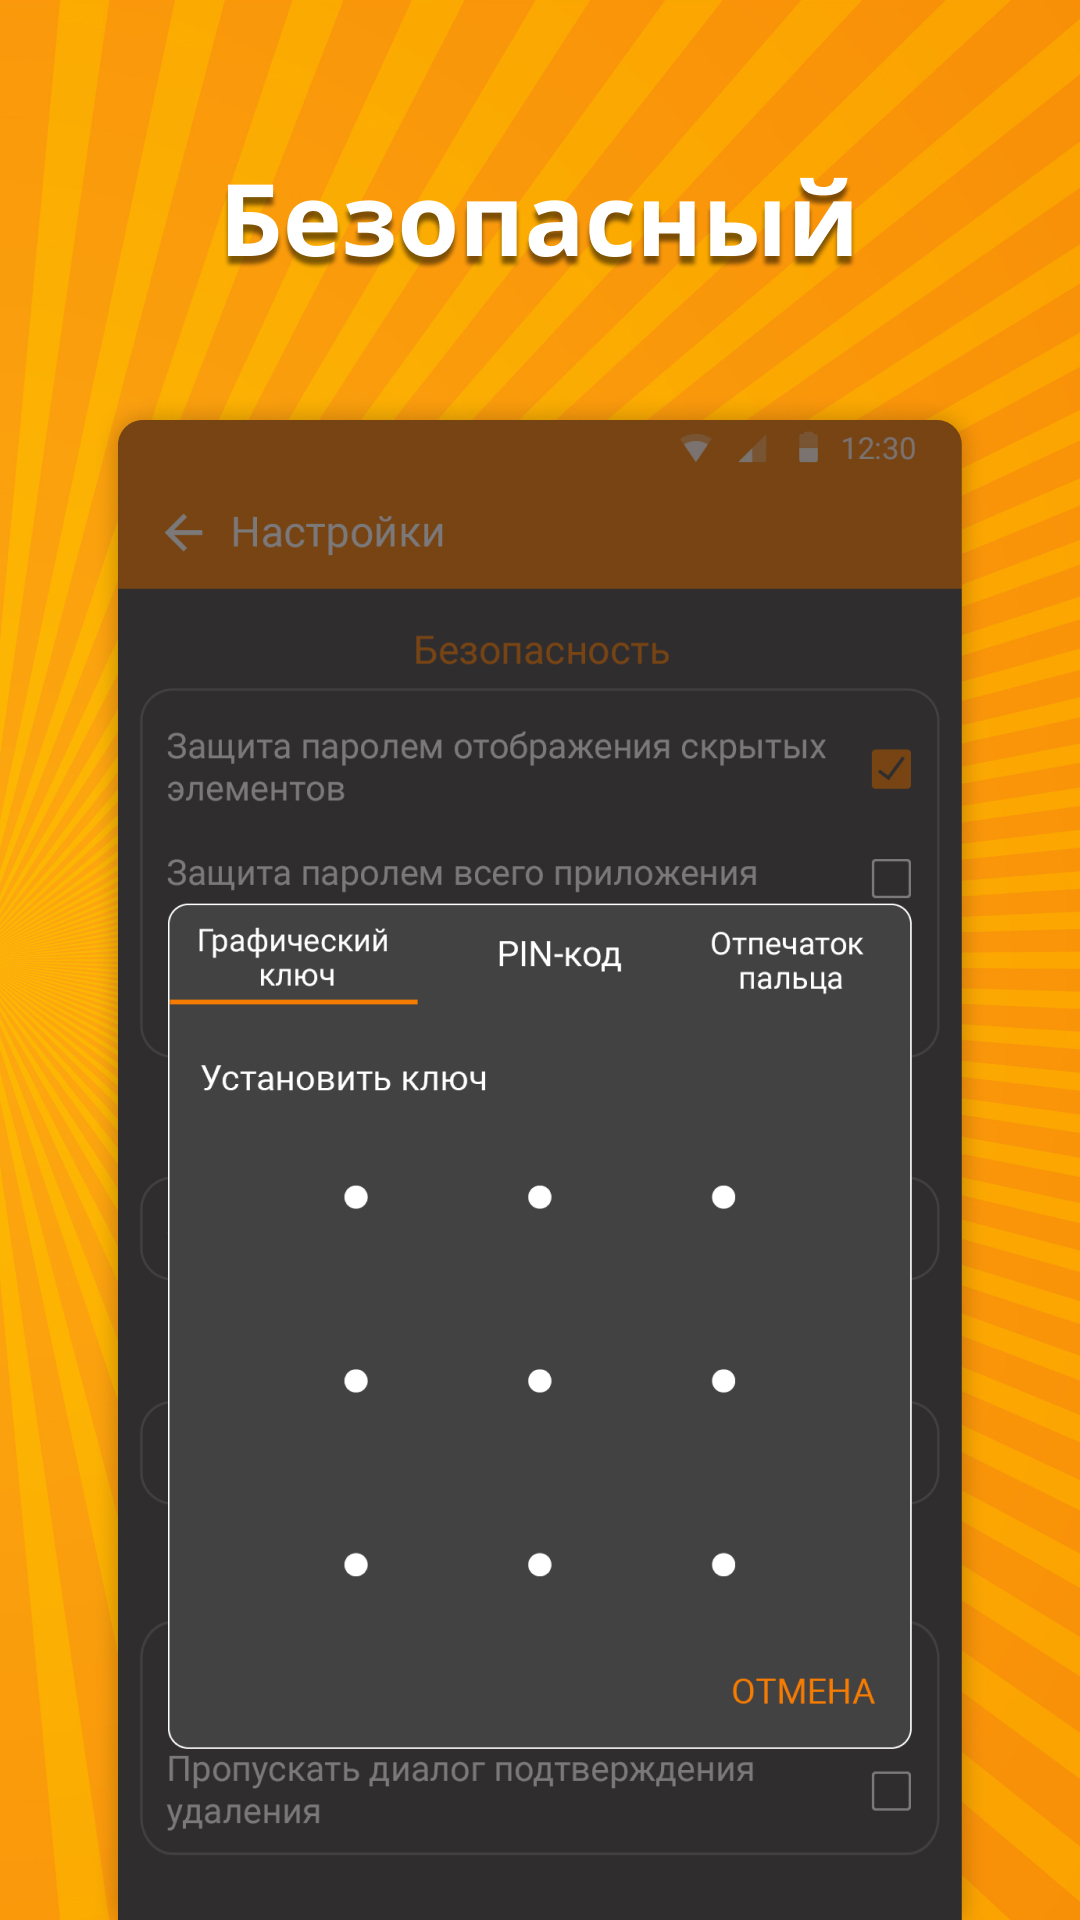 Безопасный
12:30
Настройки
Безопасность
Защита паролем отображения скрытых
элементов
Защита паролем всего приложения
Графический
ключ
PIN-код
Отпечаток
пальца
Установить ключ
ОТМЕНА
Пропускать диалог подтверждения
удаления